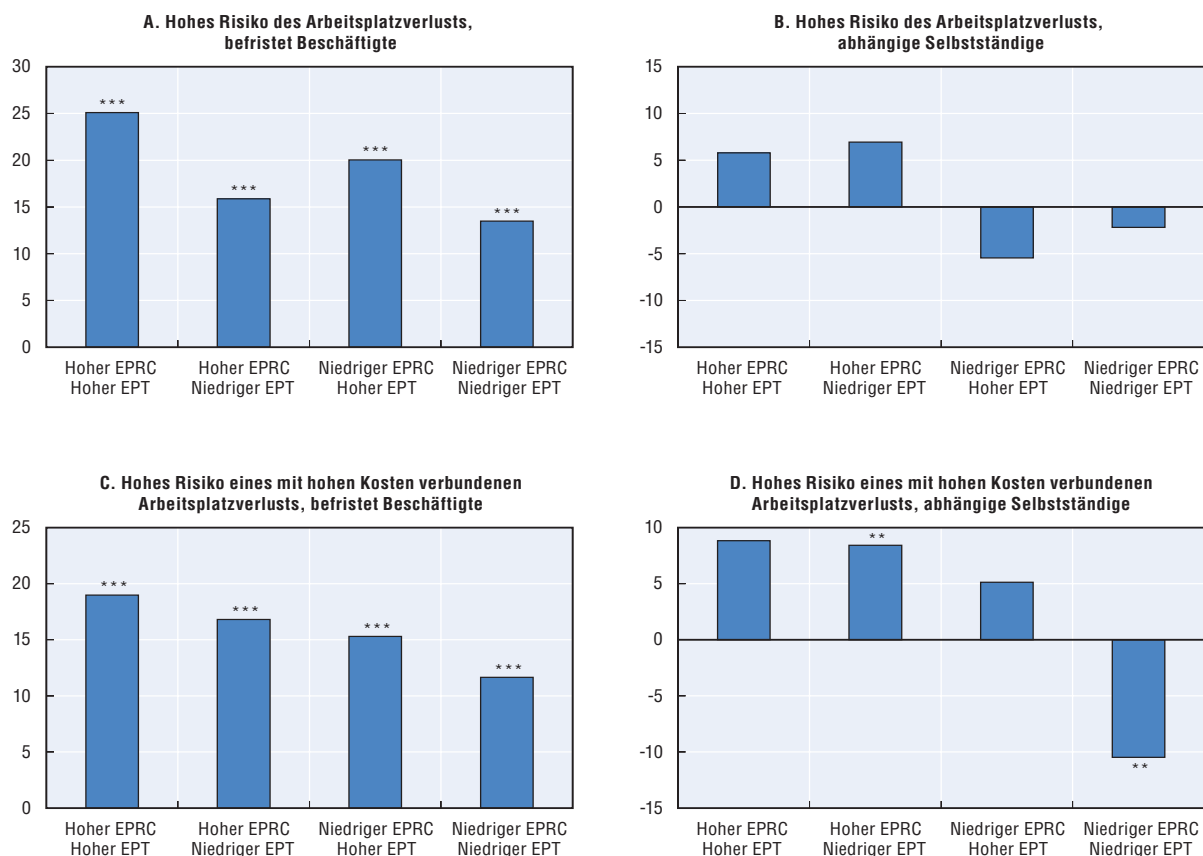 A. Hohes Risiko des Arbeitsplatzverlusts,
befristet Beschäftigte
30
25
20
15
10
5
0
***
***
***
***
Hoher EPRC
Hoher EPT
Hoher EPRC
Niedriger EPT
Niedriger EPRC
Hoher EPT
Niedriger EPRC
Niedriger EPT
B. Hohes Risiko des Arbeitsplatzverlusts,
abhängige Selbstständige
15
10
5
0
-5
-10
-15
Hoher EPRC
Hoher EPT
Hoher EPRC
Niedriger EPT
Niedriger EPRC
Hoher EPT
Niedriger EPRC
Niedriger EPT
C. Hohes Risiko eines mit hohen Kosten verbundenen
Arbeitsplatzverlusts, befristet Beschäftigte
25
20
15
10
5
0
***
***
***
***
Hoher EPRC
Hoher EPT
Hoher EPRC
Niedriger EPT
Niedriger EPRC
Hoher EPT
Niedriger EPRC
Niedriger EPT
D. Hohes Risiko eines mit hohen Kosten verbundenen
Arbeitsplatzverlusts, abhängige Selbstständige
10
5
0
-5
-10
-15
**
**
Hoher EPRC
Hoher EPT
Hoher EPRC
Niedriger EPT
Niedriger EPRC
Hoher EPT
Niedriger EPRC
Niedriger EPT